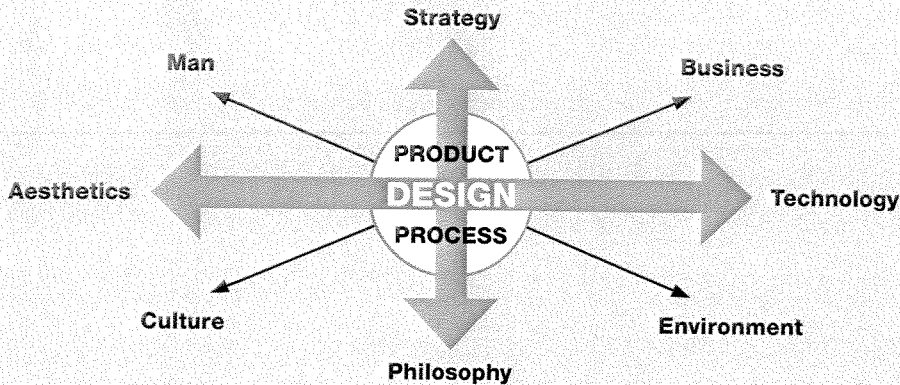 Strategy
Man
Business
PRODUCT
Aesthetics
DESIGN
Technology
PROCESS
Culture
Environment
Philosophy